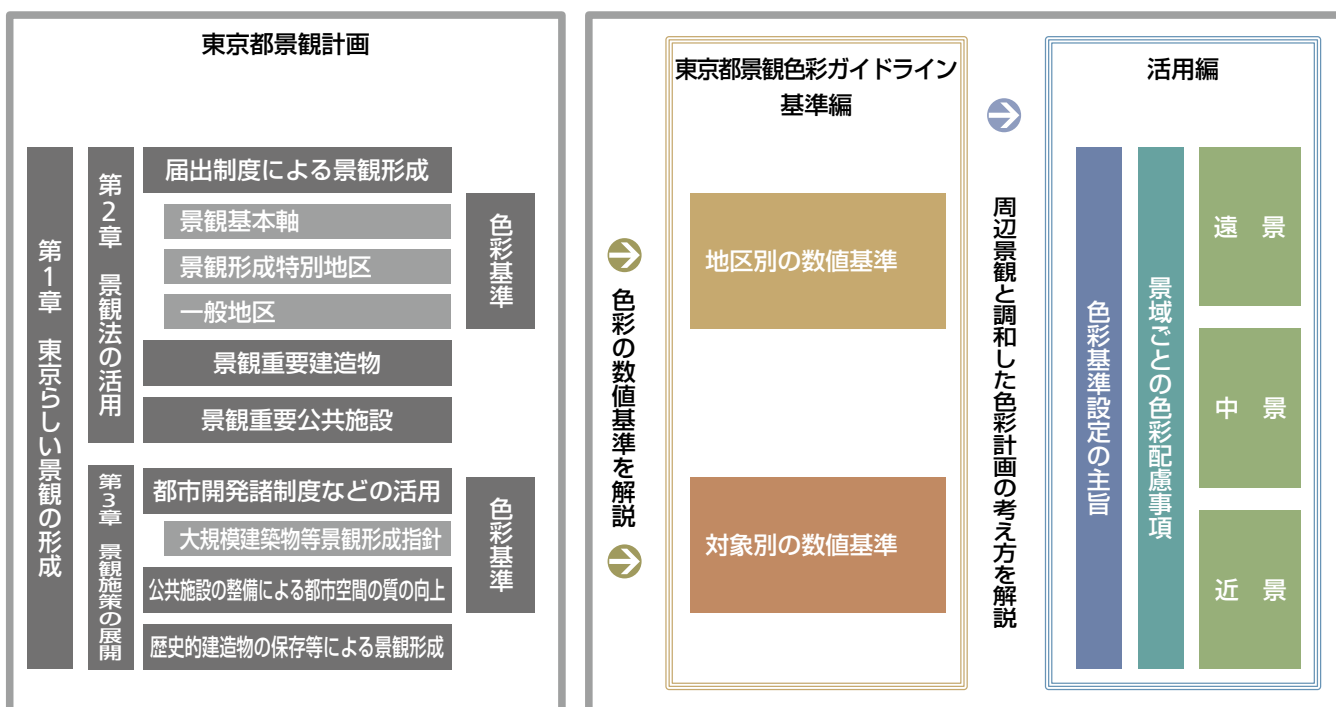 東京都景観計画
第1章 東京らしい景観の形成
第2章 景観法の活用
届出制度による景観形成
景観基本軸
景観形成特別地区
一般地区
色彩基準
景観重要建造物
景観重要公共施設
第3章 景観施策の展開
都市開発諸制度などの活用
大規模建築物等景観形成指針
色彩基準
公共施設の整備による都市空間の質の向上
歴史的建造物の保存等による景観形成
色彩の数値基準を解説
東京都景観色彩ガイドライン
基準編
地区別の数値基準
対象別の数値基準
周辺景観と調和した色彩計画の考え方を解説
活用編
色彩基準設定の主旨
景域ごとの色彩配慮事項
遠 景
中 景
近 景